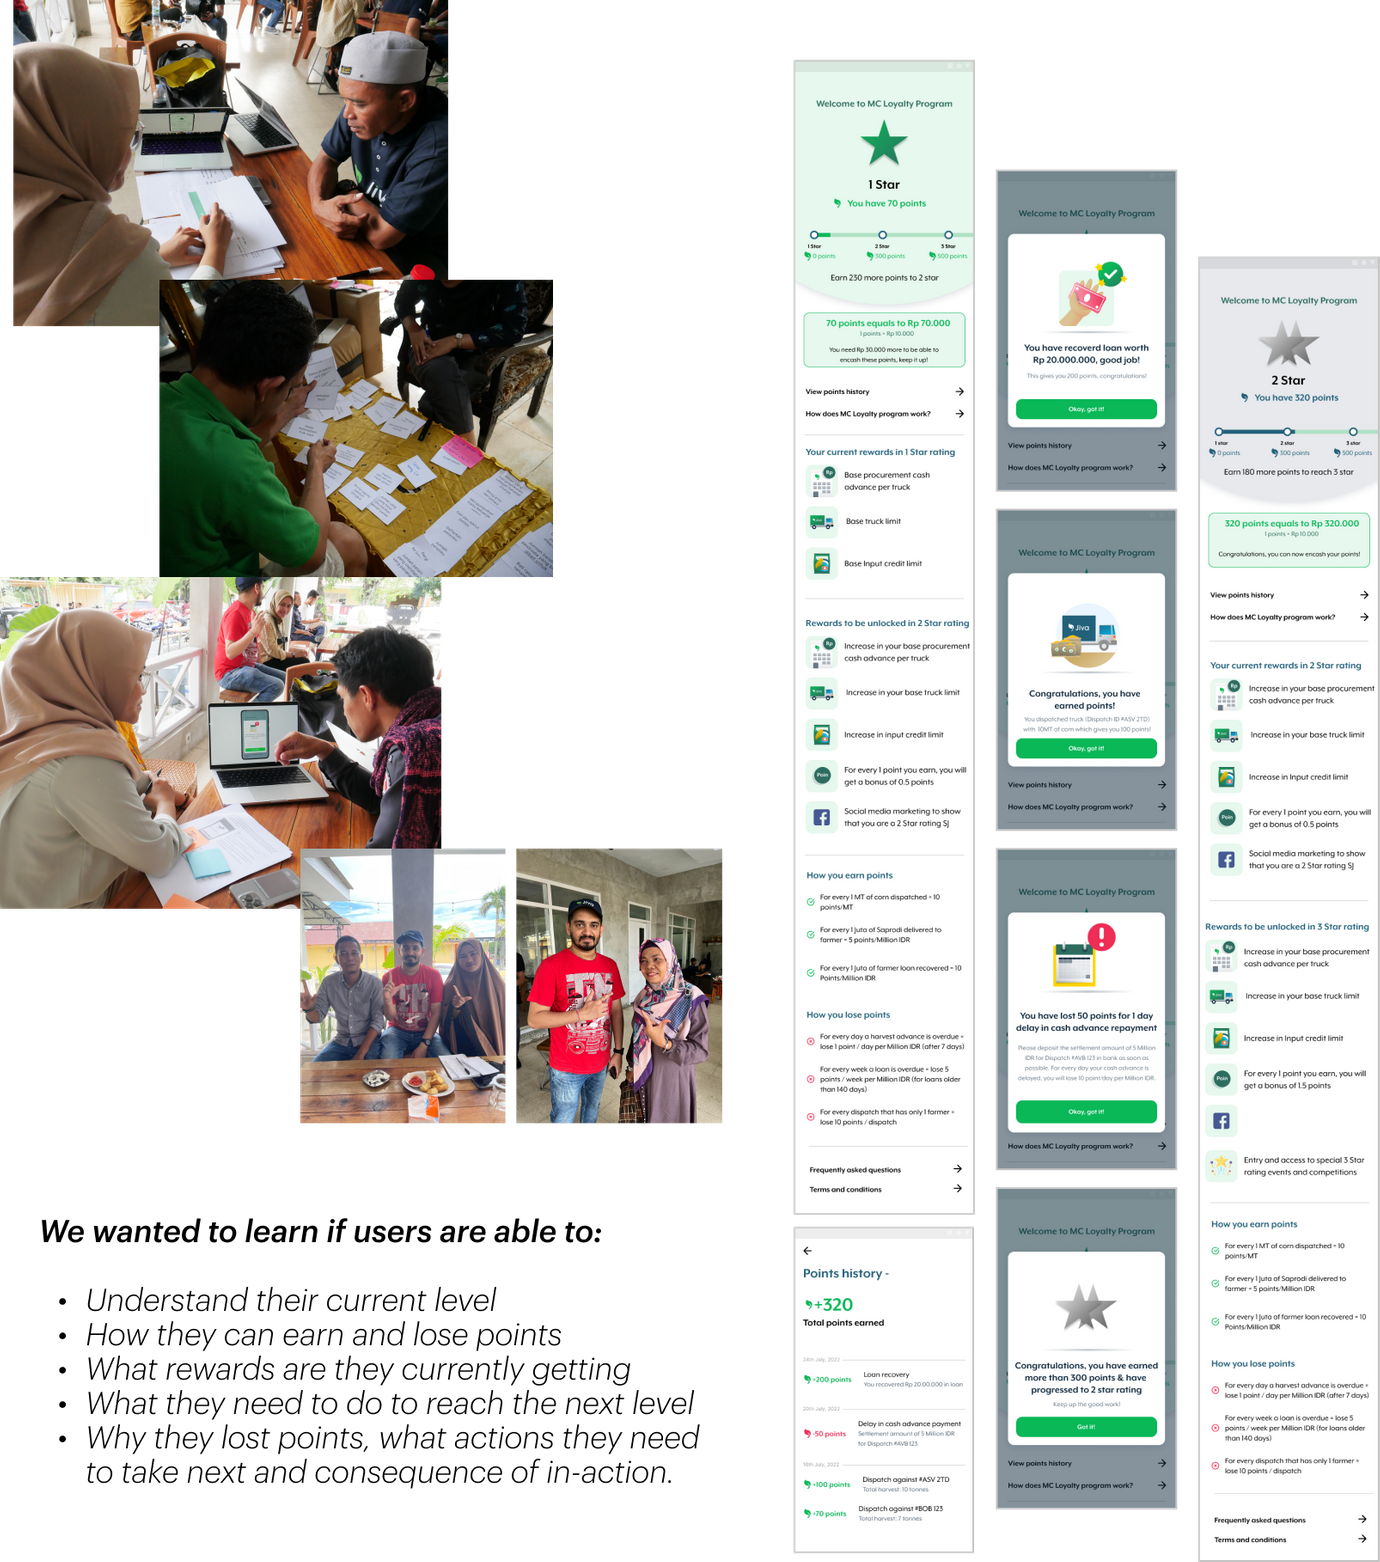 We wanted to learn if users are able to:
• Understand their current level
• How they can earn and lose points
• What rewards are they currently getting
• What they need to do to reach the next level
• Why they lost points, what actions they need
to take next and consequence of in-action.
Welcome to MC Loyalty Program
1 Star
You have 70 points
1 Star
2 Star
3 Star
0 points
300 points
500 points
Earn 230 more points to 2 star
70 points equals to Rp 70.000
1 points = Rp 10.000
You need Rp 30.000 more to be able to
encash these points, keep it up!
View points history
How does MC Loyalty program work?
Your current rewards in 1 Star rating
Rp
Base procurement cash
advance per truck
Base truck limit
Base Input credit limit
Rewards to be unlocked in 2 Star rating
Rp
Increase in your base procurement
cash advance per truck
Increase in your base truck limit
Increase in input credit limit
Poin
For every 1 point you earn, you will
get a bonus of 0.5 points
Social media marketing to show
that you are a 2 Star rating SJ
How you earn points
For every 1 MT of corn dispatched = 10
points/MT
For every 1 juta of Saprodi delivered to
farmer = 5 points/Million IDR
For every 1 juta of farmer loan recovered = 10
Points/Million IDR
How you lose points
For every day a harvest advance is overdue =
lose 1 point / day per Million IDR (after 7 days)
For every week a loan is overdue = lose 5
points / week per Million IDR (for loans older
than 140 days)
For every dispatch that has only 1 farmer =
lose 10 points / dispatch
Frequently asked questions
Terms and conditions
Points history -
+320
Total points earned
24th July, 2022
+200 points
Loan recovery
You recovered Rp 20.00.000 in loan
20th July, 2022
-50 points
Delay in cash advance payment
Settlement amount of 5 Million IDR
for Dispatch #AVB 123
18th July, 2022
+100 points
Dispatch against #ASV 2TD
Total harvest: 10 tonnes
+70 points
Dispatch against #BOB 123
Total harvest: 7 tonnes
Welcome to MC Loyalty Program
You have recoverd loan worth
Rp 20.000.000, good job!
This gives you 200 points, congratulations!
Okay, got it!
View points history
How does MC Loyalty program work?
Welcome to MC Loyalty Program
Jiva
Congratulations, you have
earned points!
You dispatched truck (Dispatch ID #ASV 2TD)
with 10MT of corn which gives you 100 points!
Okay, got it!
View points history
How does MC Loyalty program work?
Welcome to MC Loyalty Program
You have lost 50 points for 1 day
delay in cash advance repayment
Please deposit the settlement amount of 5 Million
IDR for Dispatch #AVB 123 in bank as soon as
possible. For every day your cash advance is
delayed, you will lose 10 point/day per Million IDR.
Okay, got it!
How does MC Loyalty program work?
Welcome to MC Loyalty Program
Congratulations, you have earned
more than 300 points & have
progressed to 2 star rating
Keep up the good work!
Got it!
View points history
How does MC Loyalty program work?
Welcome to MC Loyalty Program
2 Star
You have 320 points
1 star
2 star
3 star
0 points
300 points
500 points
Earn 180 more points to reach 3 star
320 points equals to Rp 320.000
1 points = Rp 10.000
Congratulations, you can now encash your points!
View points history
How does MC Loyalty program work?
Your current rewards in 2 Star rating
Rp
Increase in your base procurement
cash advance per truck
Increase in your base truck limit
Increase in Input credit limit
Poin
For every 1 point you earn, you will
get a bonus of 0.5 points
Social media marketing to show
that you are a 2 Star rating SJ
Rewards to be unlocked in 3 Star rating
Rp
Increase in your base procurement
cash advance per truck
Increase in your base truck limit
Increase in Input credit limit
Poin
For every 1 point you earn, you will
get a bonus of 1.5 points
Entry and access to special 3 Star
rating events and competitions
How you earn points
For every 1 MT of corn dispatched = 10
points/MT
For every 1 juta of Saprodi delivered to
farmer = 5 points/Million IDR
For every 1 juta of farmer loan recovered = 10
Points/Million IDR
How you lose points
For every day a harvest advance is overdue =
lose 1 point / day per Million IDR (after 7 days)
For every week a loan is overdue = lose 5
points / week per Million IDR (for loans older
than 140 days)
For every dispatch that has only 1 farmer =
lose 10 points / dispatch
Frequently asked questions
Terms and conditions